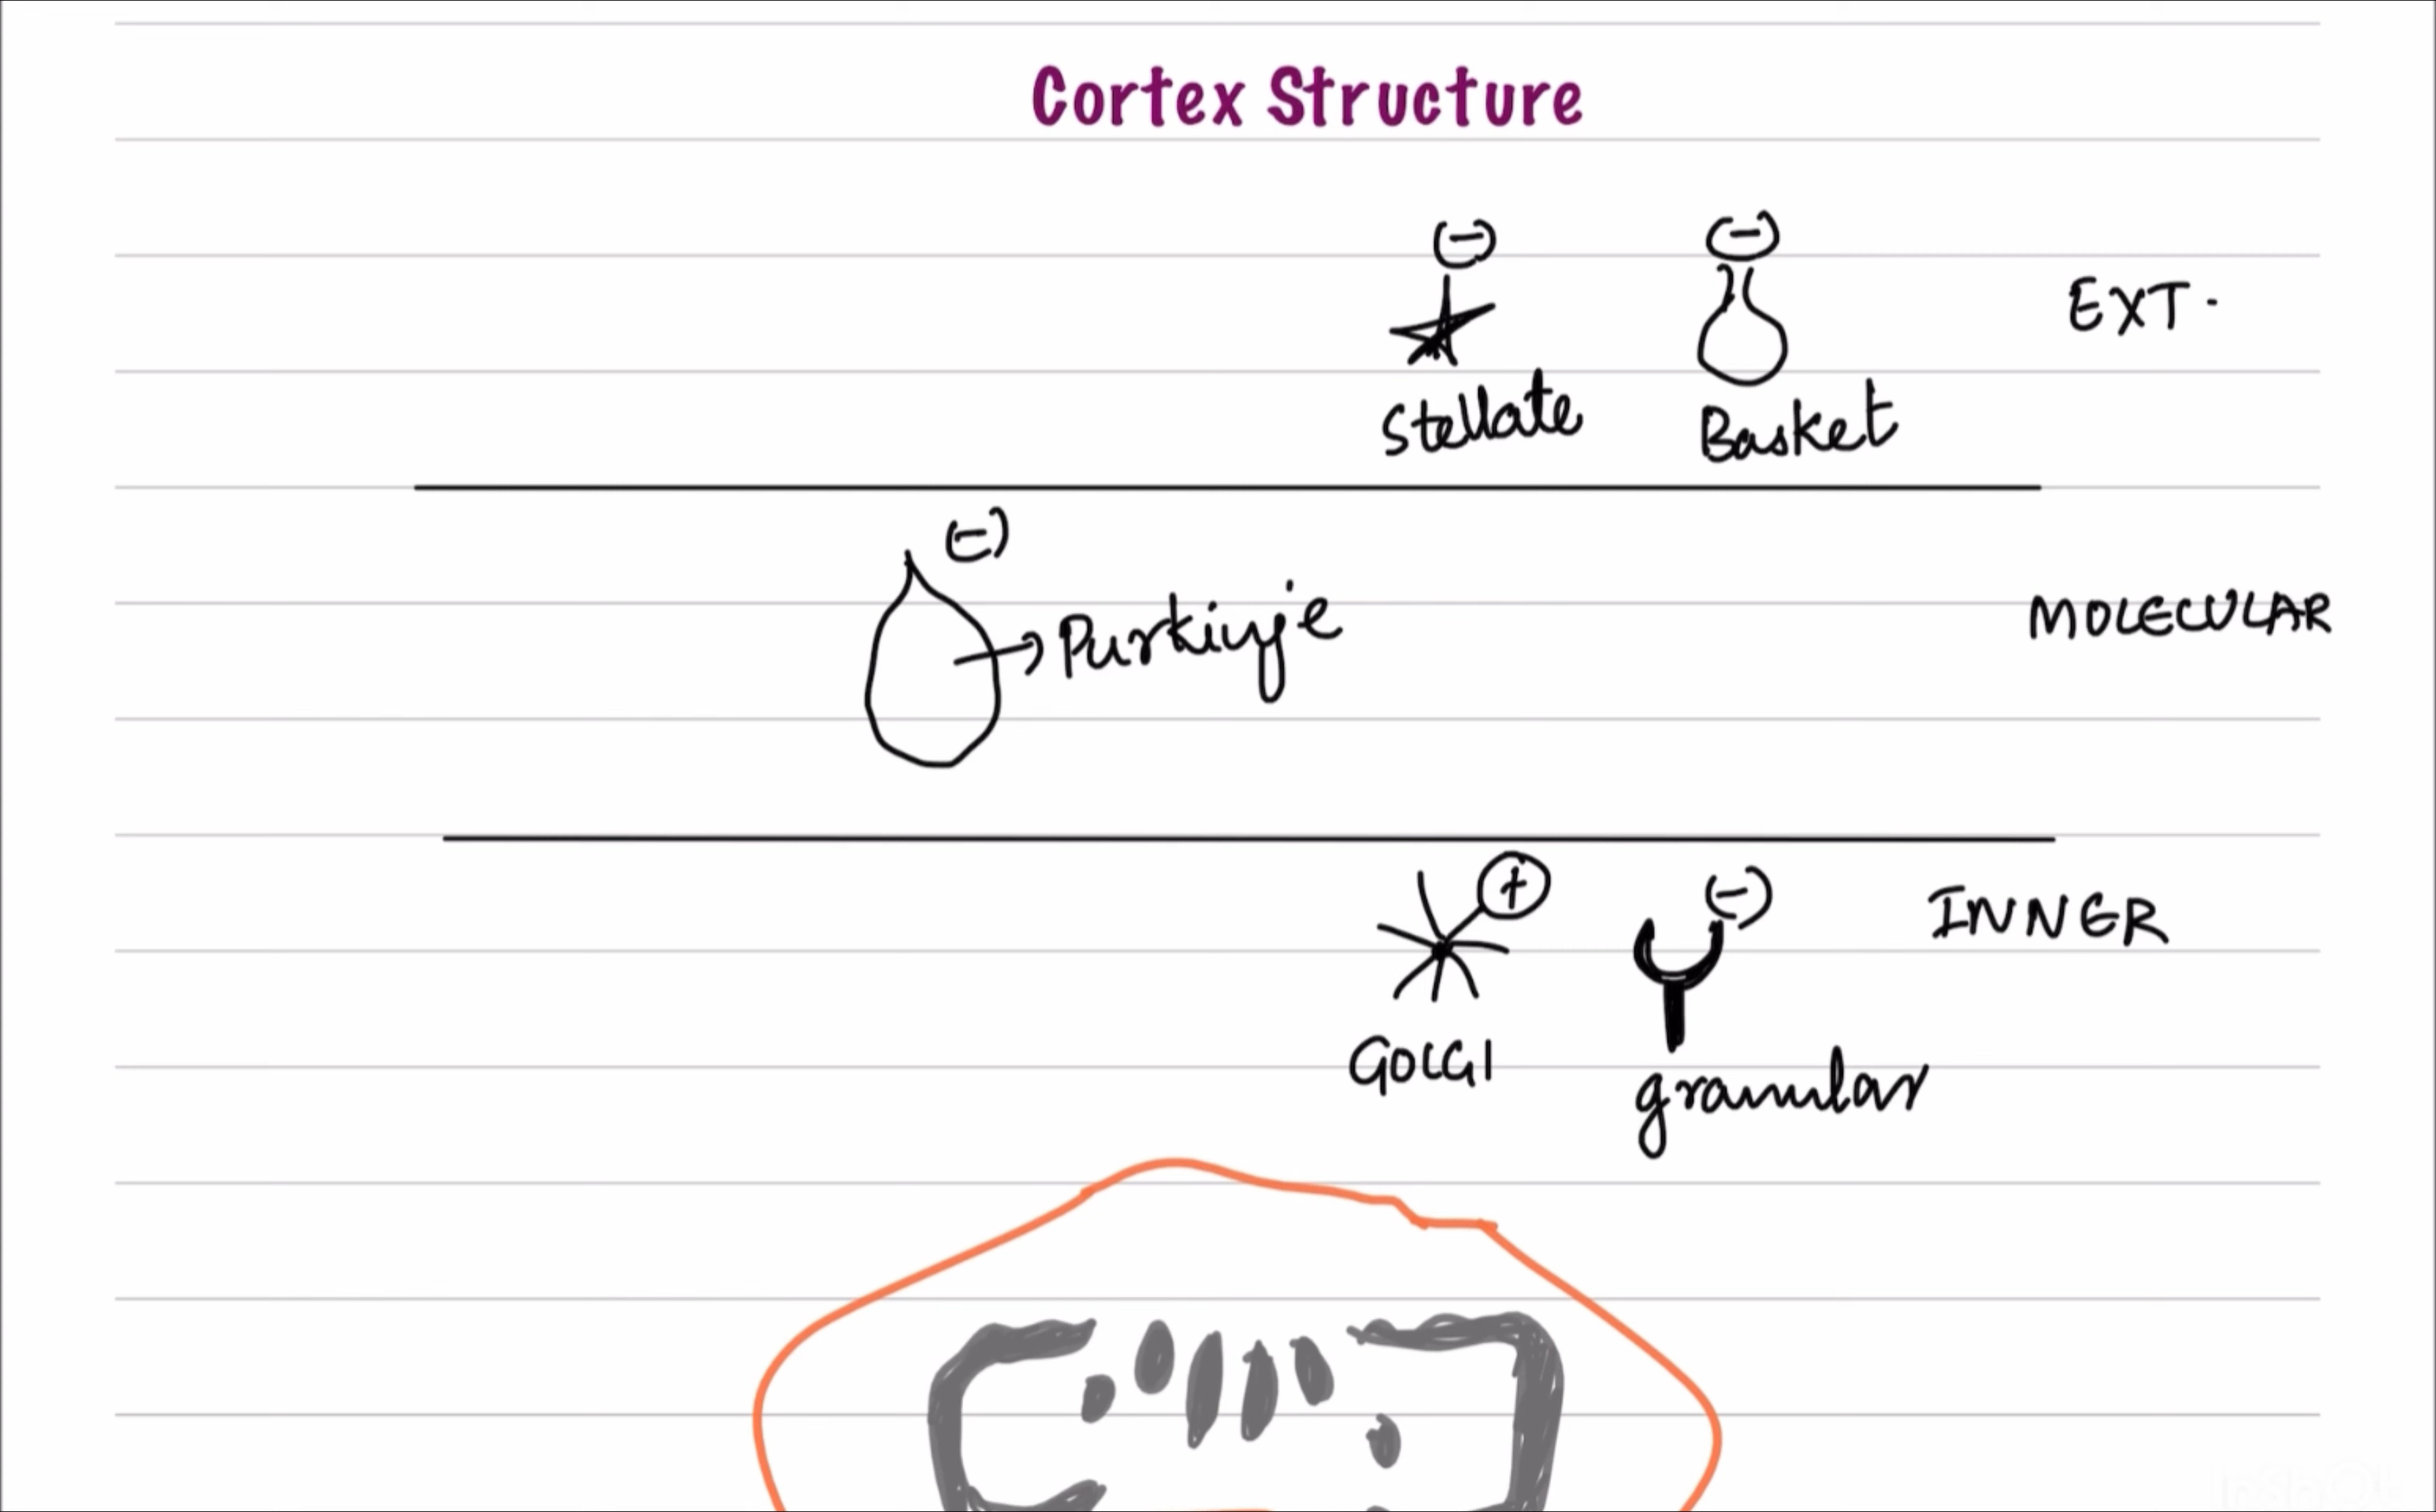 Cortex Structure
(-) (-)
EXT.
Stellate Basket
(-)
Purkinje
MOLECULAR
+ (-)
INNER
GOLGI granular